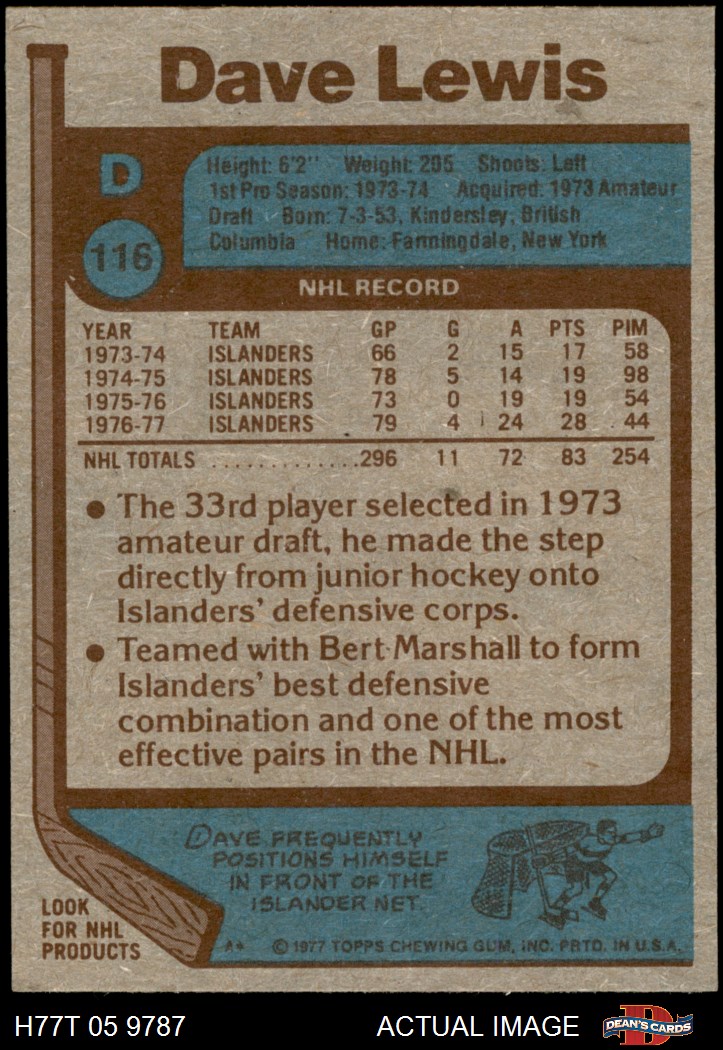 Dave Lewis
D
Height: 6'2" Weight: 205 Shoots: Left
1st Pro Season: 1973-74 Acquired: 1973 Amateur
Draft Born: 7-3-53, Kindersley, British
Columbia Home: Farmingdale, New York
116
NHL RECORD
YEAR TEAM GP G A PTS PIM
1973-74 ISLANDERS 66 2 15 17 58
1974-75 ISLANDERS 78 5 14 19 98
1975-76 ISLANDERS 73 0 19 19 54
1976-77 ISLANDERS 79 4 24 28 44
NHL TOTALS .............296 11 72 83 254
• The 33rd player selected in 1973
amateur draft, he made the step
directly from junior hockey onto
Islanders' defensive corps.
• Teamed with Bert Marshall to form
Islanders' best defensive
combination and one of the most
effective pairs in the NHL.
DAVE FREQUENTLY
POSITIONS HIMSELF
IN FRONT OF THE
ISLANDER NET.
LOOK
FOR NHL
PRODUCTS
A* © 1977 TOPPS CHEWING GUM, INC. PRTD. IN U.S.A.
H77T 05 9787 ACTUAL IMAGE DEAN'S CARDS